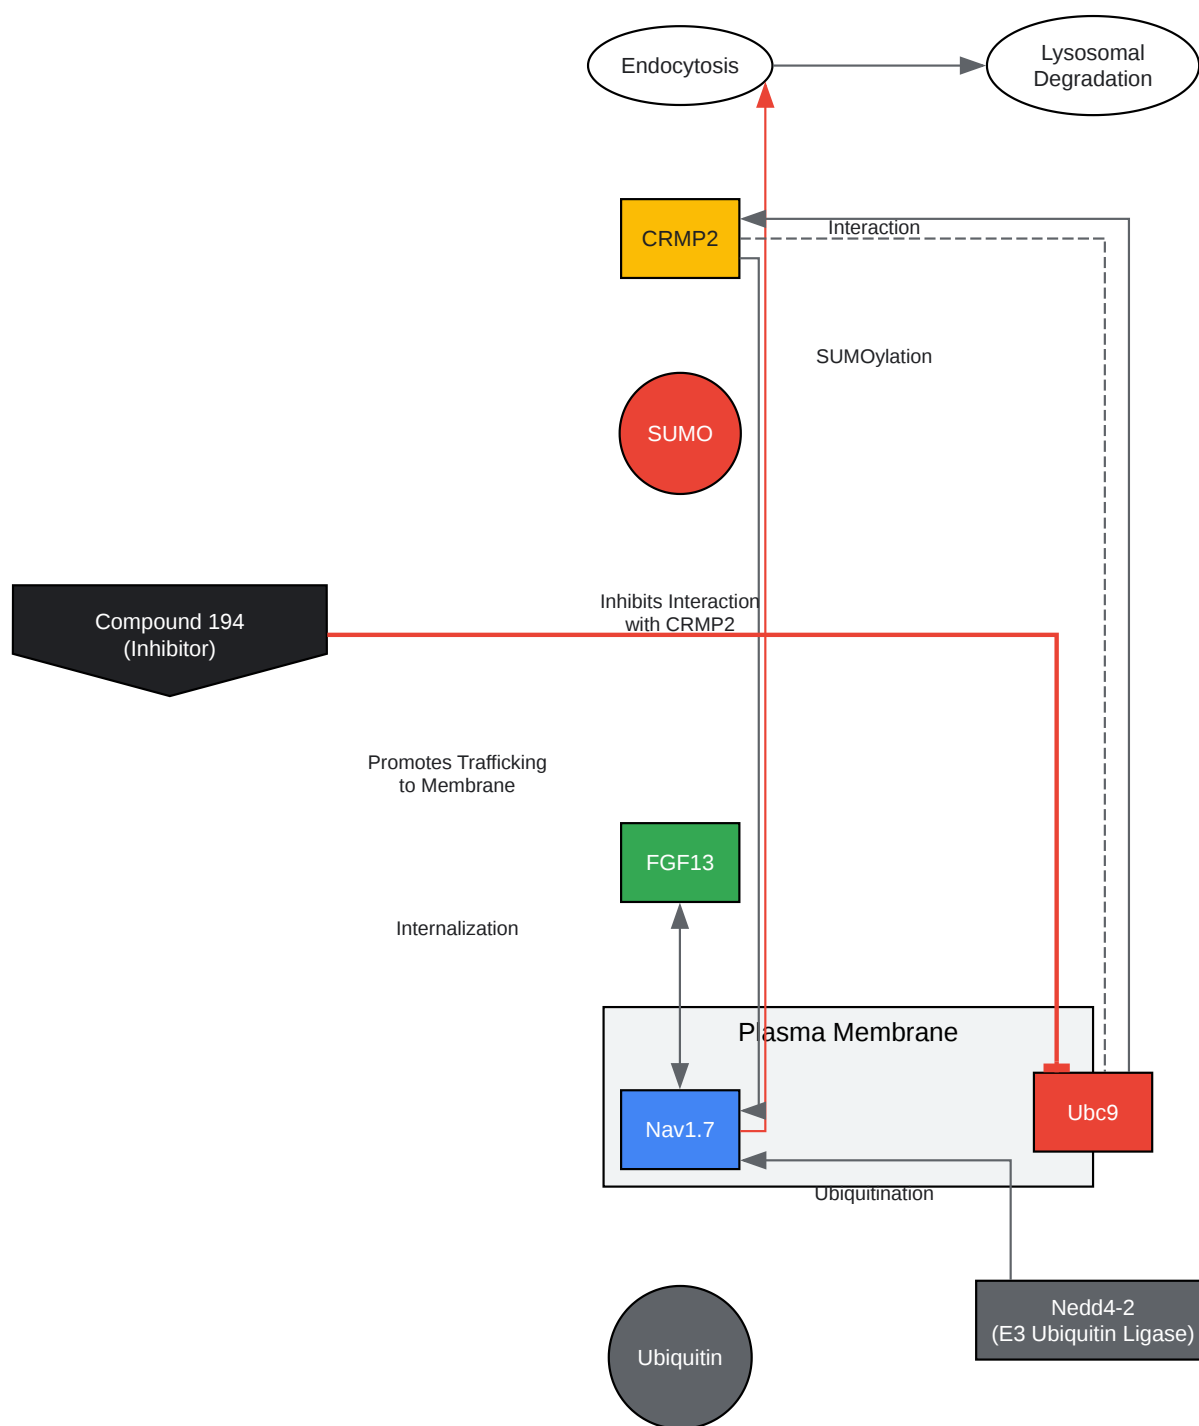 Endocytosis
Lysosomal
Degradation
CRMP2
Interaction
SUMOylation
SUMO
Compound 194
(Inhibitor)
Inhibits Interaction
with CRMP2
Promotes Trafficking
to Membrane
FGF13
Internalization
Plasma Membrane
Nav1.7
Ubc9
Ubiquitination
Nedd4-2
(E3 Ubiquitin Ligase)
Ubiquitin